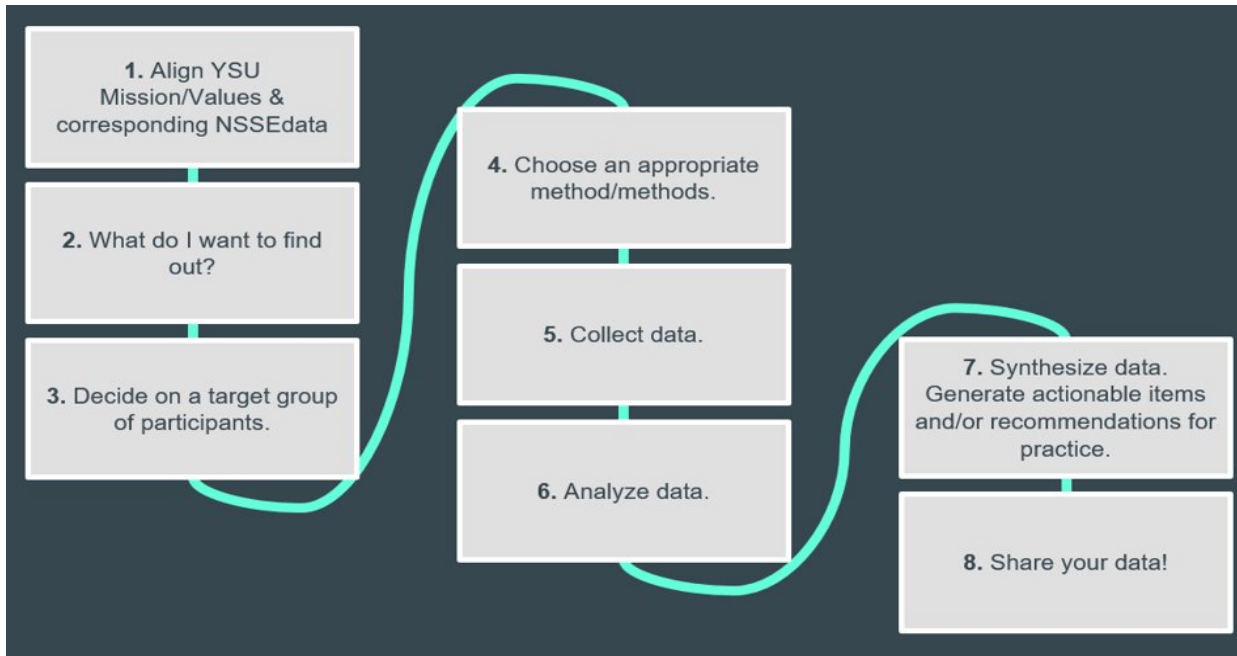 1. Align YSU
Mission/Values &
corresponding NSSEdata
2. What do I want to find
out?
3. Decide on a target group
of participants.
4. Choose an appropriate
method/methods.
5. Collect data.
6. Analyze data.
7. Synthesize data.
Generate actionable items
and/or recommendations for
practice.
8. Share your data!